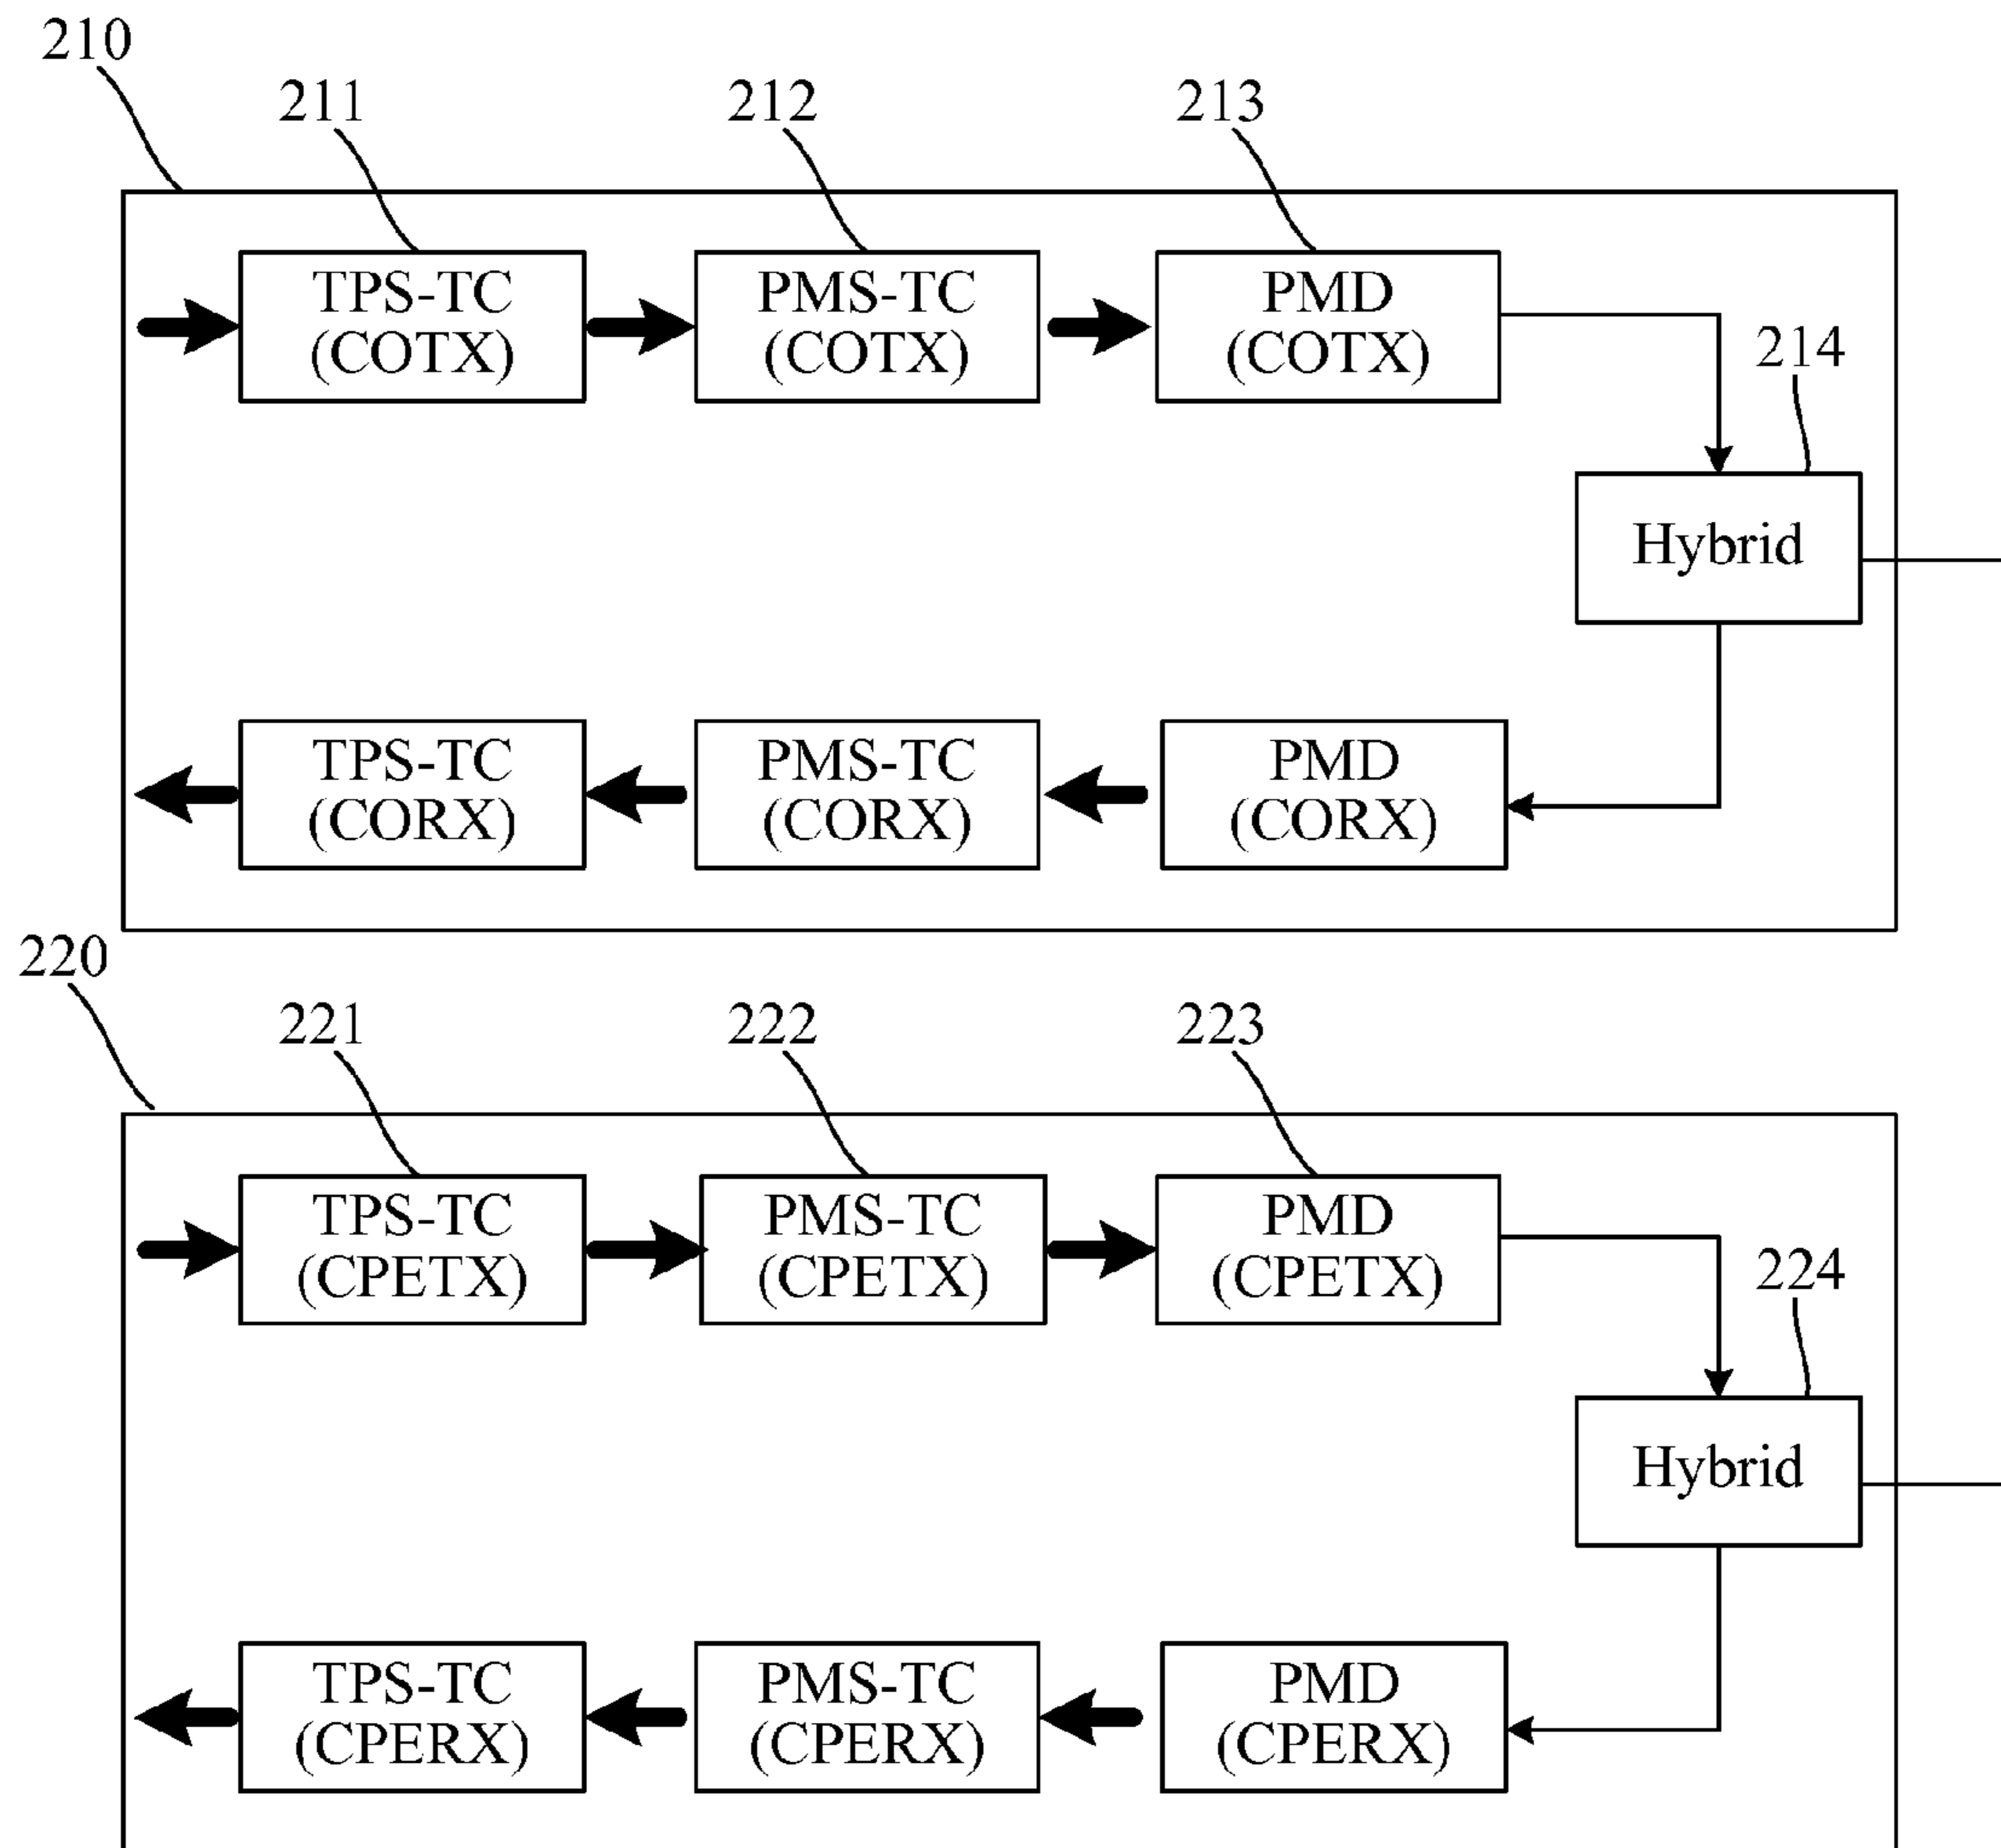 210
211
212
213
TPS-TC
(COTX)
PMS-TC
(COTX)
PMD
(COTX)
214
Hybrid
TPS-TC
(CORX)
PMS-TC
(CORX)
PMD
(CORX)
220
221
222
223
TPS-TC
(CPETX)
PMS-TC
(CPETX)
PMD
(CPETX)
224
Hybrid
TPS-TC
(CPERX)
PMS-TC
(CPERX)
PMD
(CPERX)